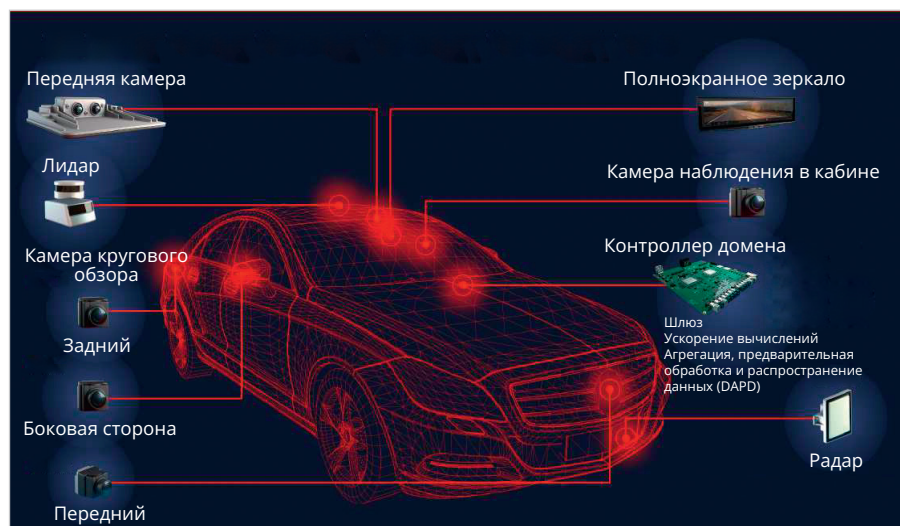 Передняя камера
Полноэкранное зеркало
Лидар
Камера наблюдения в кабине
Камера кругового
обзора
Контроллер домена
Шлюз
Ускорение вычислений
Агрегация, предварительная
обработка и распространение
данных (DAPD)
Задний
Боковая сторона
Радар
Передний